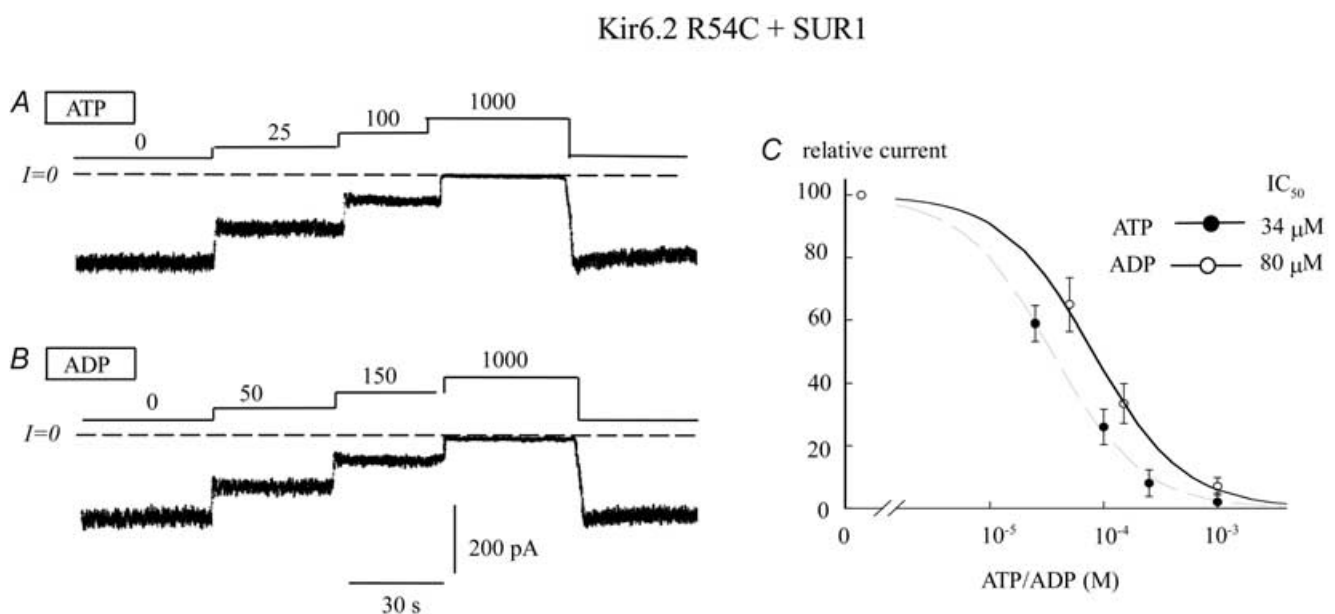 Kir6.2 R54C + SUR1
A ATP
0 25 100 1000
I=0
B ADP
0 50 150 1000
I=0
200 pA
30 s
C relative current
100
80
60
40
20
0
0 10⁻⁵ 10⁻⁴ 10⁻³
ATP/ADP (M)
IC₅₀
ATP 34 μM
ADP 80 μM